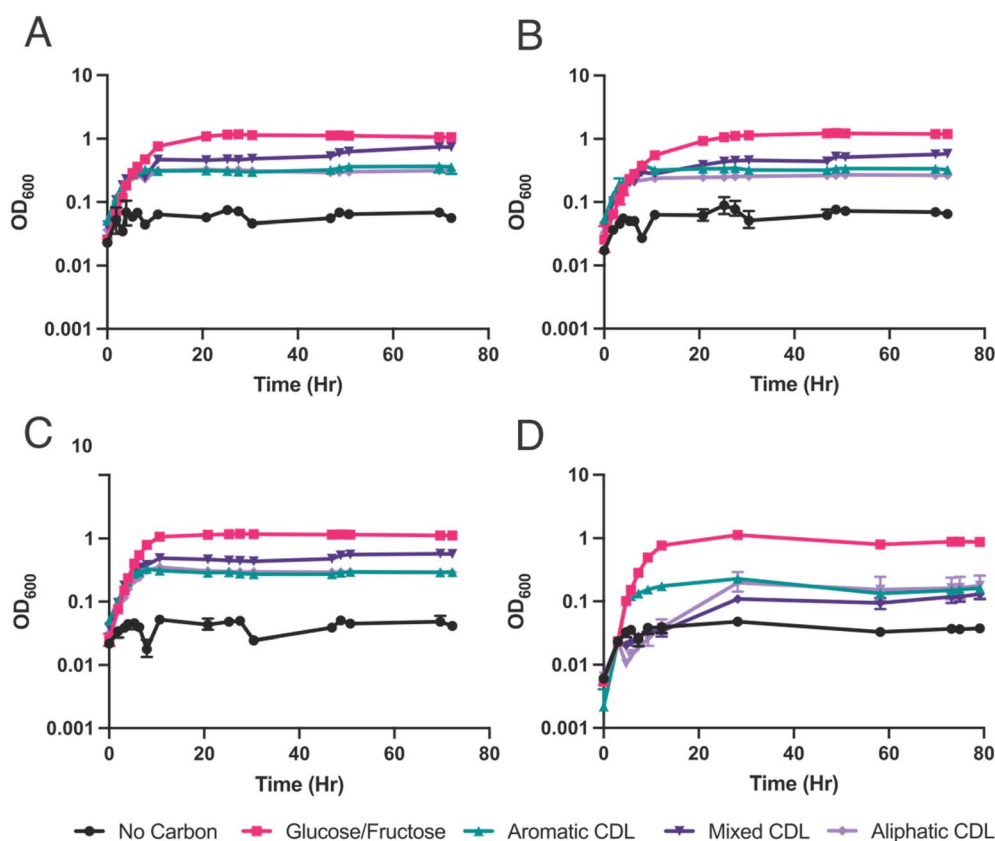 A
B
10
1
0.1
0.01
0.001
OD600
0 20 40 60 80
Time (Hr)
10
1
0.1
0.01
0.001
OD600
0 20 40 60 80
Time (Hr)
C
D
10
1
0.1
0.01
0.001
OD600
0 20 40 60 80
Time (Hr)
10
1
0.1
0.01
0.001
OD600
0 20 40 60 80
Time (Hr)
No Carbon Glucose/Fructose Aromatic CDL Mixed CDL Aliphatic CDL